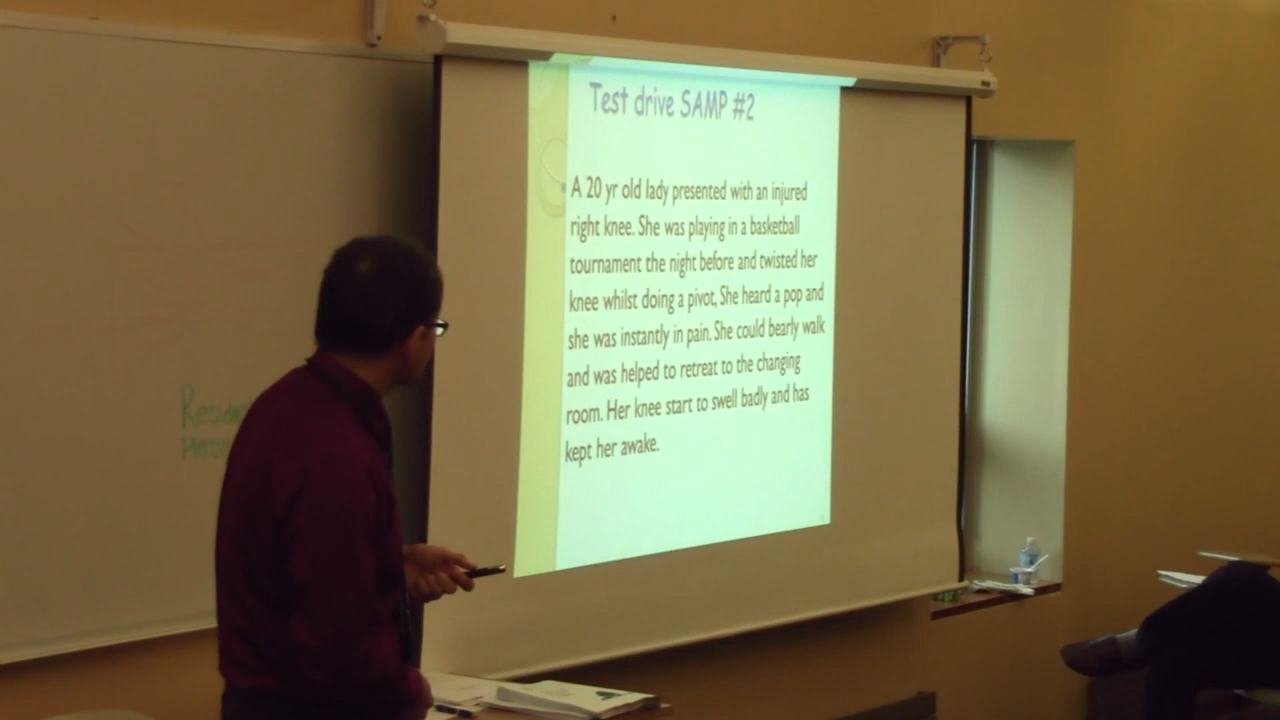 Test drive SAMP #2
A 20 yr old lady presented with an injured
right knee. She was playing in a basketball
tournament the night before and twisted her
knee whilst doing a pivot. She heard a pop and
she was instantly in pain. She could bearly walk
and was helped to retreat to the changing
room. Her knee start to swell badly and has
kept her awake.